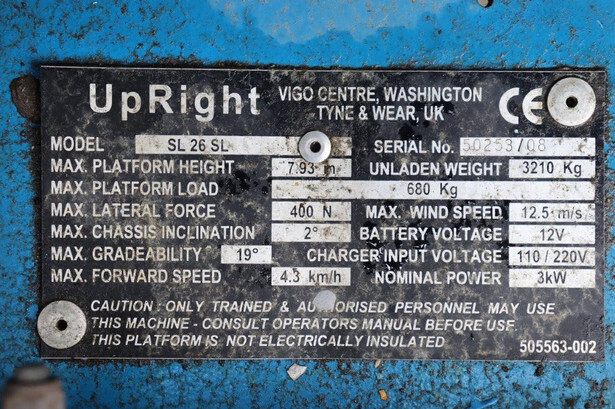 UpRight VIGO CENTRE, WASHINGTON
TYNE & WEAR, UK
CE
MODEL SL 26 SL SERIAL No. 50253/08
MAX. PLATFORM HEIGHT 7.93 m UNLADEN WEIGHT 3210 Kg
MAX. PLATFORM LOAD 680 Kg
MAX. LATERAL FORCE 400 N MAX. WIND SPEED 12.5 m/s
MAX. CHASSIS INCLINATION 2° BATTERY VOLTAGE 12V
MAX. GRADEABILITY 19° CHARGER INPUT VOLTAGE 110 / 220V
MAX. FORWARD SPEED 4.3 km/h NOMINAL POWER 3kW
CAUTION : ONLY TRAINED & AUTHORISED PERSONNEL MAY USE
THIS MACHINE - CONSULT OPERATORS MANUAL BEFORE USE.
THIS PLATFORM IS NOT ELECTRICALLY INSULATED
505563-002